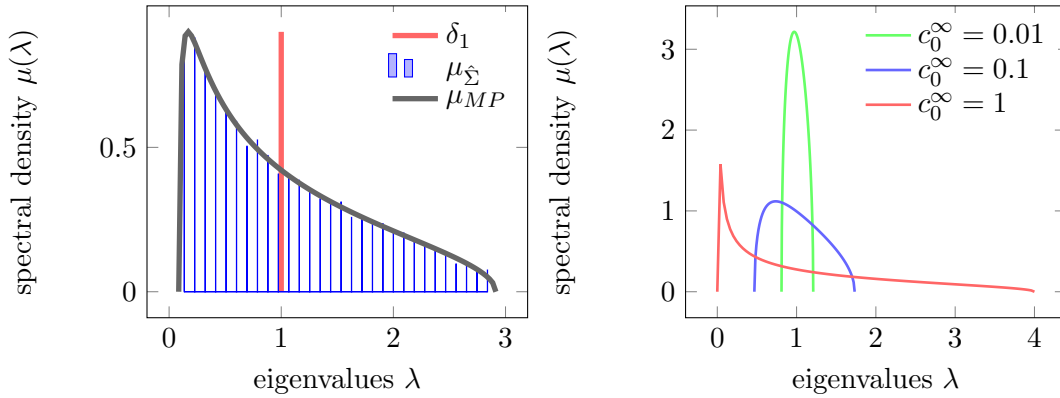 spectral density μ(λ)
0.5
0
0
1
2
3
eigenvalues λ
δ₁
μ_Σ̂
μ_MP
spectral density μ(λ)
3
2
1
0
0
1
2
3
4
eigenvalues λ
c₀^∞ = 0.01
c₀^∞ = 0.1
c₀^∞ = 1